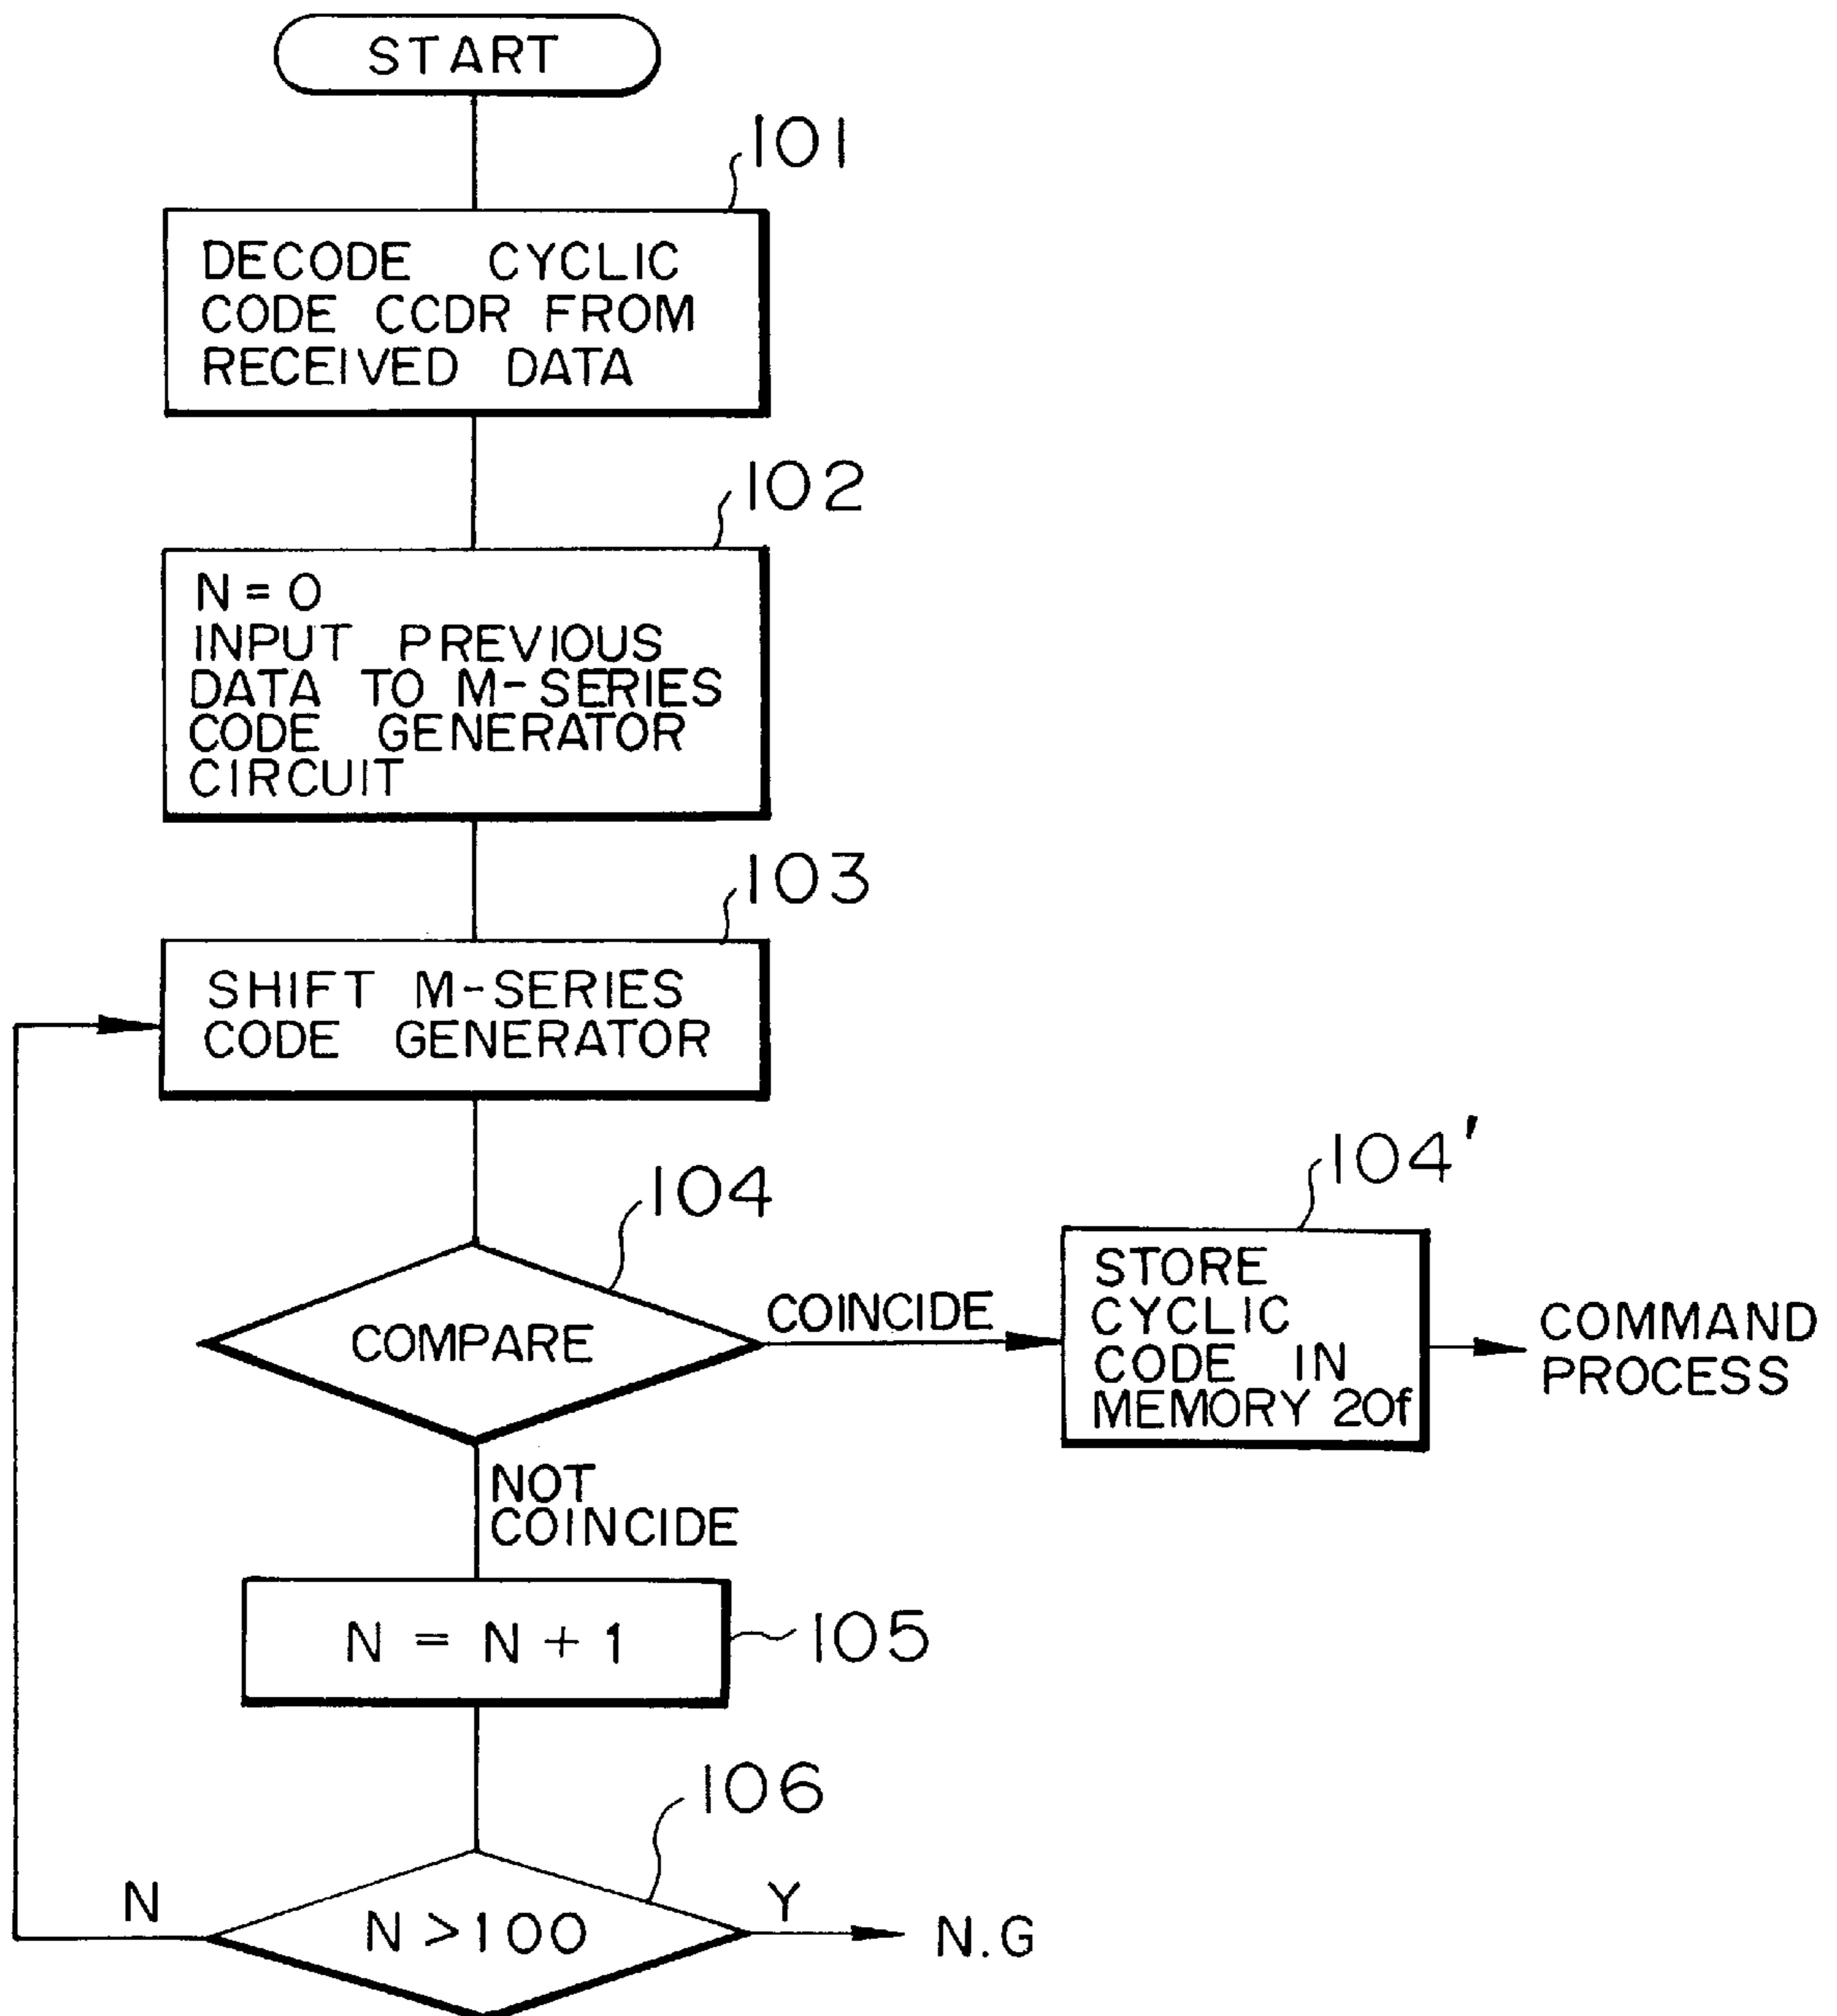 START
101
DECODE CYCLIC
CODE CCDR FROM
RECEIVED DATA
102
N = 0
INPUT PREVIOUS
DATA TO M-SERIES
CODE GENERATOR
CIRCUIT
103
SHIFT M-SERIES
CODE GENERATOR
104
COMPARE
COINCIDE
104'
STORE
CYCLIC
CODE IN
MEMORY 20f
COMMAND
PROCESS
NOT
COINCIDE
N = N + 1
105
106
N > 100
N
Y
N.G